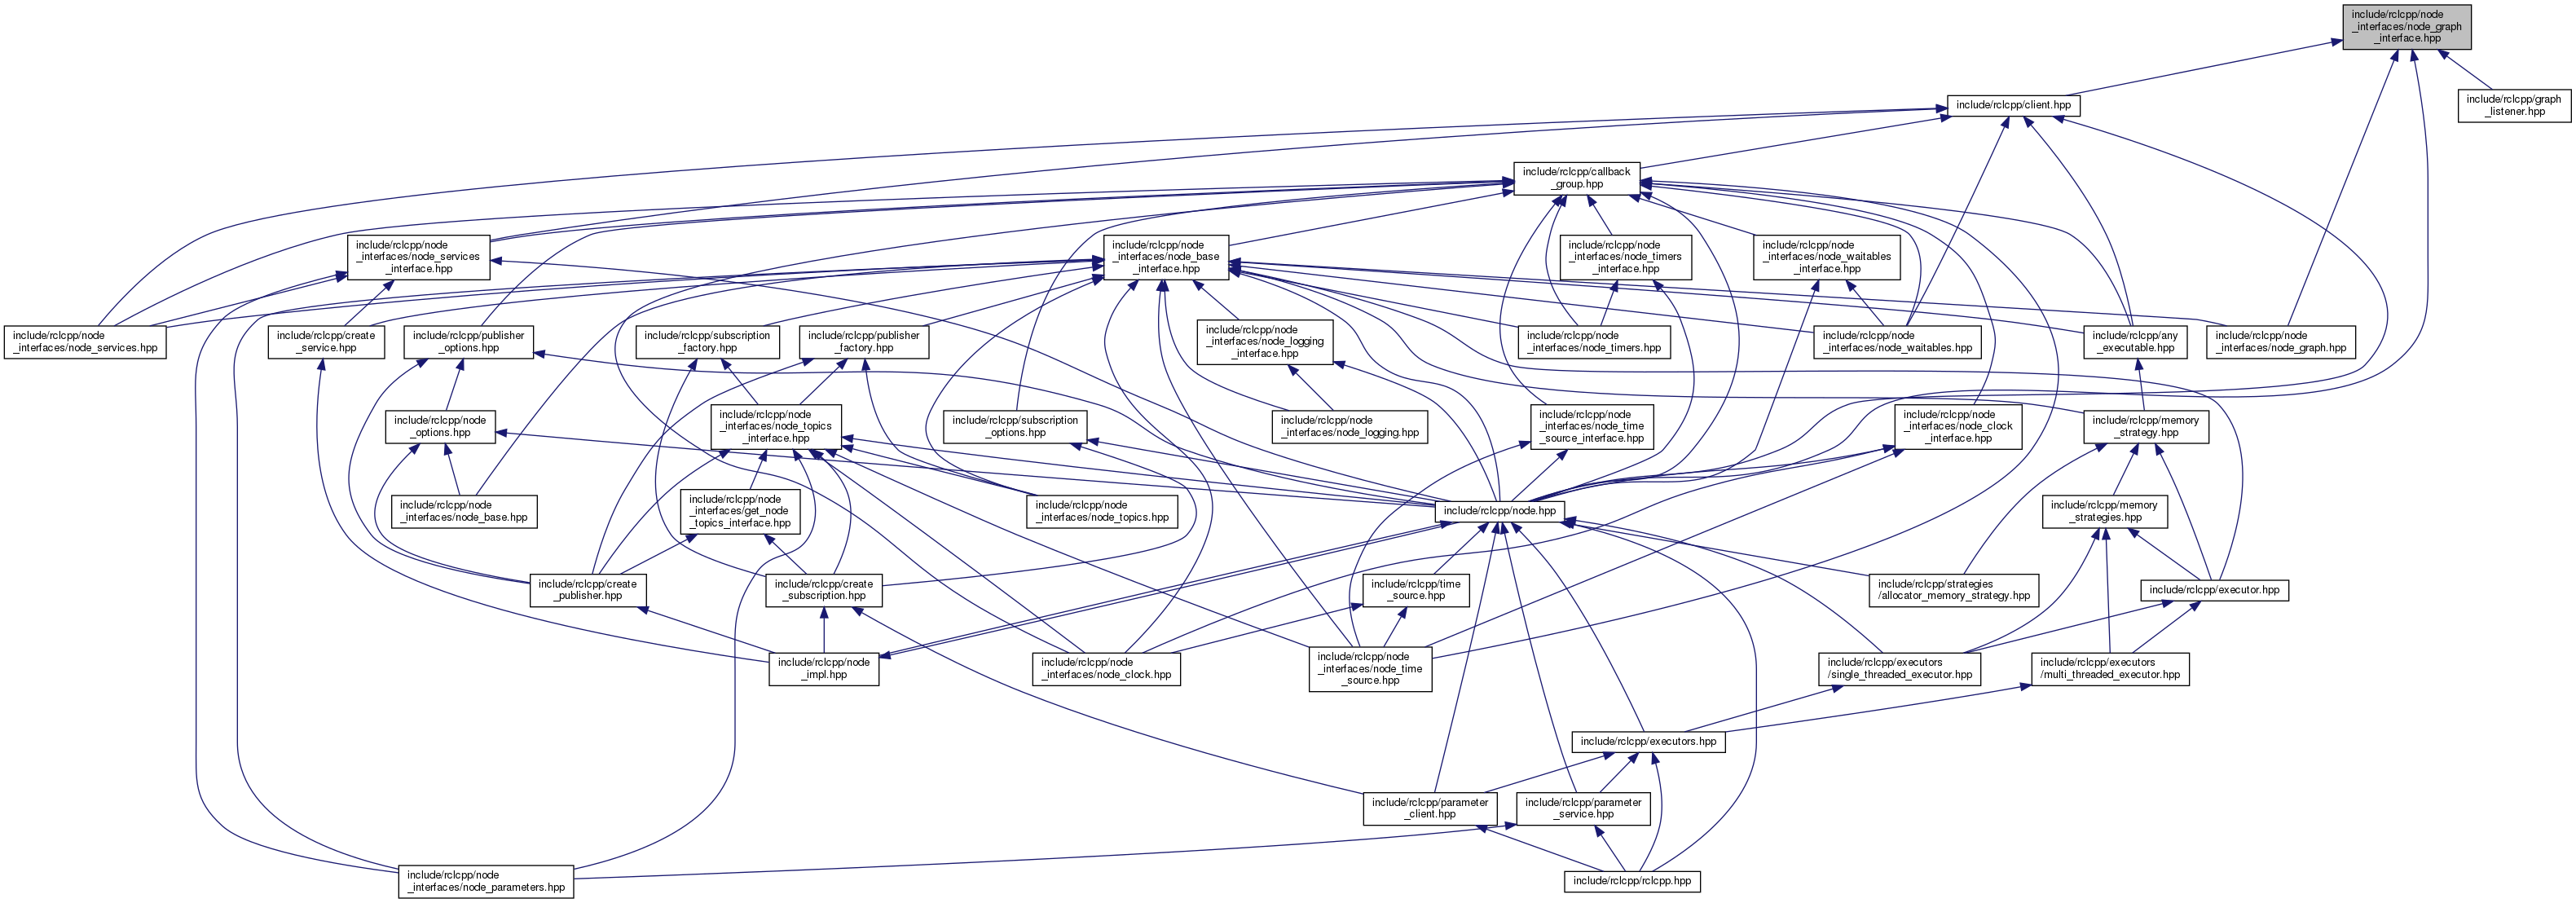 include/rclcpp/node
_interfaces/node_graph
_interface.hpp
include/rclcpp/client.hpp
include/rclcpp/graph
_listener.hpp
include/rclcpp/callback
_group.hpp
include/rclcpp/node
_interfaces/node_services
_interface.hpp
include/rclcpp/node
_interfaces/node_base
_interface.hpp
include/rclcpp/node
_interfaces/node_timers
_interface.hpp
include/rclcpp/node
_interfaces/node_waitables
_interface.hpp
include/rclcpp/node
_interfaces/node_services.hpp
include/rclcpp/create
_service.hpp
include/rclcpp/publisher
_options.hpp
include/rclcpp/subscription
_factory.hpp
include/rclcpp/publisher
_factory.hpp
include/rclcpp/node
_interfaces/node_logging
_interface.hpp
include/rclcpp/node
_interfaces/node_timers.hpp
include/rclcpp/node
_interfaces/node_waitables.hpp
include/rclcpp/any
_executable.hpp
include/rclcpp/node
_interfaces/node_graph.hpp
include/rclcpp/node
_options.hpp
include/rclcpp/node
_interfaces/node_topics
_interface.hpp
include/rclcpp/subscription
_options.hpp
include/rclcpp/node
_interfaces/node_logging.hpp
include/rclcpp/node
_interfaces/node_time
_source_interface.hpp
include/rclcpp/node
_interfaces/node_clock
_interface.hpp
include/rclcpp/memory
_strategy.hpp
include/rclcpp/node
_interfaces/node_base.hpp
include/rclcpp/node
_interfaces/get_node
_topics_interface.hpp
include/rclcpp/node
_interfaces/node_topics.hpp
include/rclcpp/node.hpp
include/rclcpp/memory
_strategies.hpp
include/rclcpp/create
_publisher.hpp
include/rclcpp/create
_subscription.hpp
include/rclcpp/time
_source.hpp
include/rclcpp/strategies
/allocator_memory_strategy.hpp
include/rclcpp/executor.hpp
include/rclcpp/node
_impl.hpp
include/rclcpp/node
_interfaces/node_clock.hpp
include/rclcpp/node
_interfaces/node_time
_source.hpp
include/rclcpp/executors
/single_threaded_executor.hpp
include/rclcpp/executors
/multi_threaded_executor.hpp
include/rclcpp/executors.hpp
include/rclcpp/parameter
_client.hpp
include/rclcpp/parameter
_service.hpp
include/rclcpp/node
_interfaces/node_parameters.hpp
include/rclcpp/rclcpp.hpp